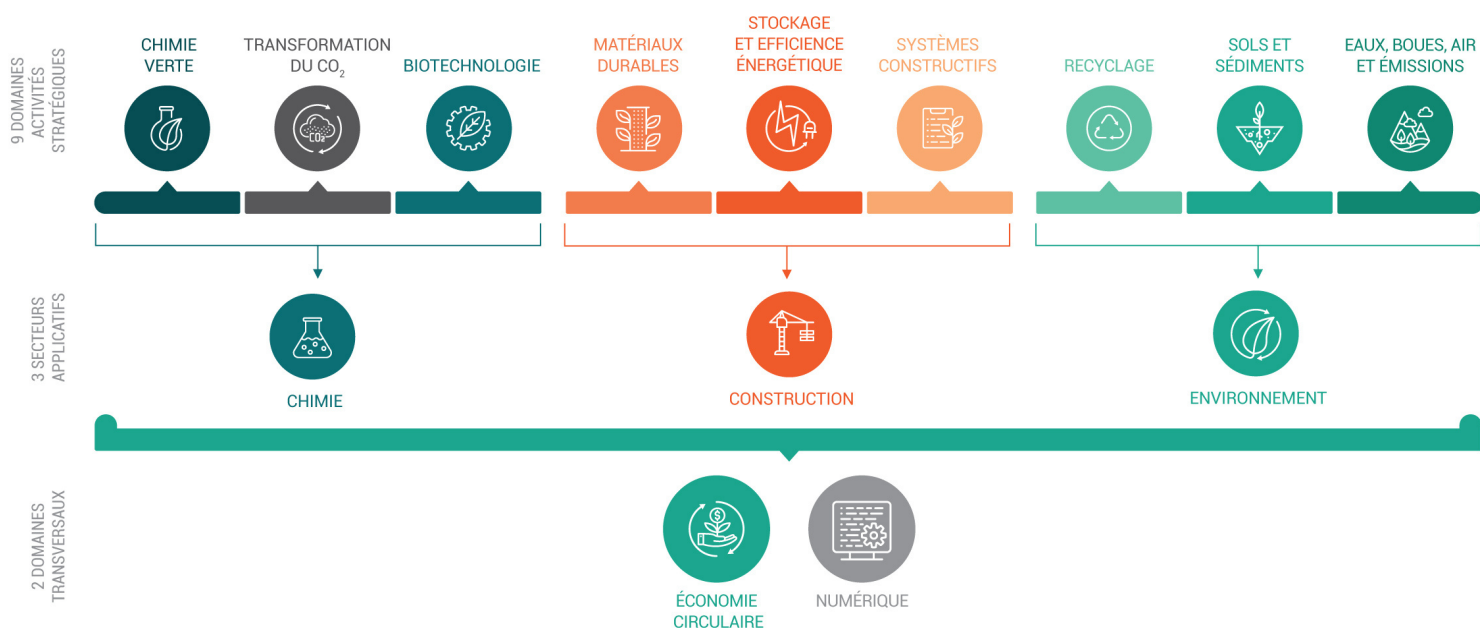 9 DOMAINES
ACTIVITÉS
STRATÉGIQUES
CHIMIE
VERTE
TRANSFORMATION
DU CO₂
BIOTECHNOLOGIE
MATÉRIAUX
DURABLES
STOCKAGE
ET EFFICIENCE
ÉNERGÉTIQUE
SYSTÈMES
CONSTRUCTIFS
RECYCLAGE
SOLS ET
SÉDIMENTS
EAUX, BOUES, AIR
ET ÉMISSIONS
CO₂
3 SECTEURS
APPLICATIFS
CHIMIE
CONSTRUCTION
ENVIRONNEMENT
2 DOMAINES
TRANSVERSAUX
$
ÉCONOMIE
CIRCULAIRE
NUMÉRIQUE